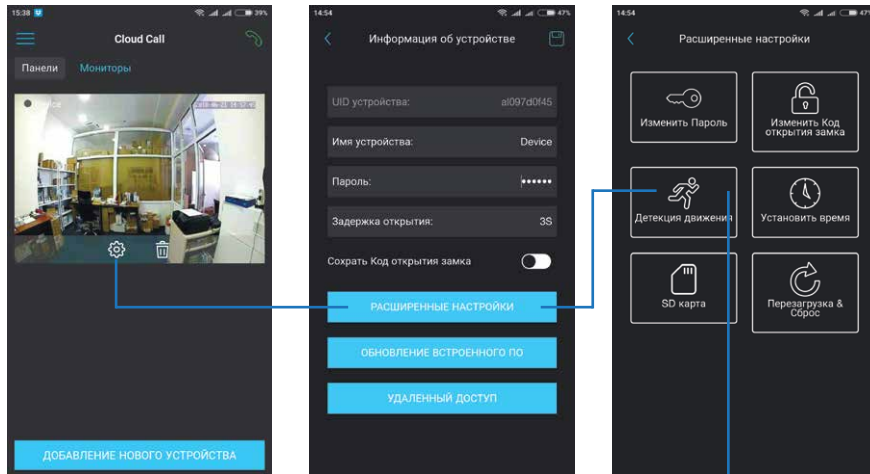 15:38
39%
Cloud Call
Панели
Мониторы
ДОБАВЛЕНИЕ НОВОГО УСТРОЙСТВА
14:54
47%
Информация об устройстве
UID устройства:
al097d0f45
Имя устройства:
Device
Пароль:
••••••
Задержка открытия:
3S
Сохрать Код открытия замка
РАСШИРЕННЫЕ НАСТРОЙКИ
ОБНОВЛЕНИЕ ВСТРОЕННОГО ПО
УДАЛЕННЫЙ ДОСТУП
14:54
47%
Расширенные настройки
Изменить Пароль
Изменить Код
открытия замка
Детекция движения
Установить время
SD карта
Перезагрузка &
Сброс